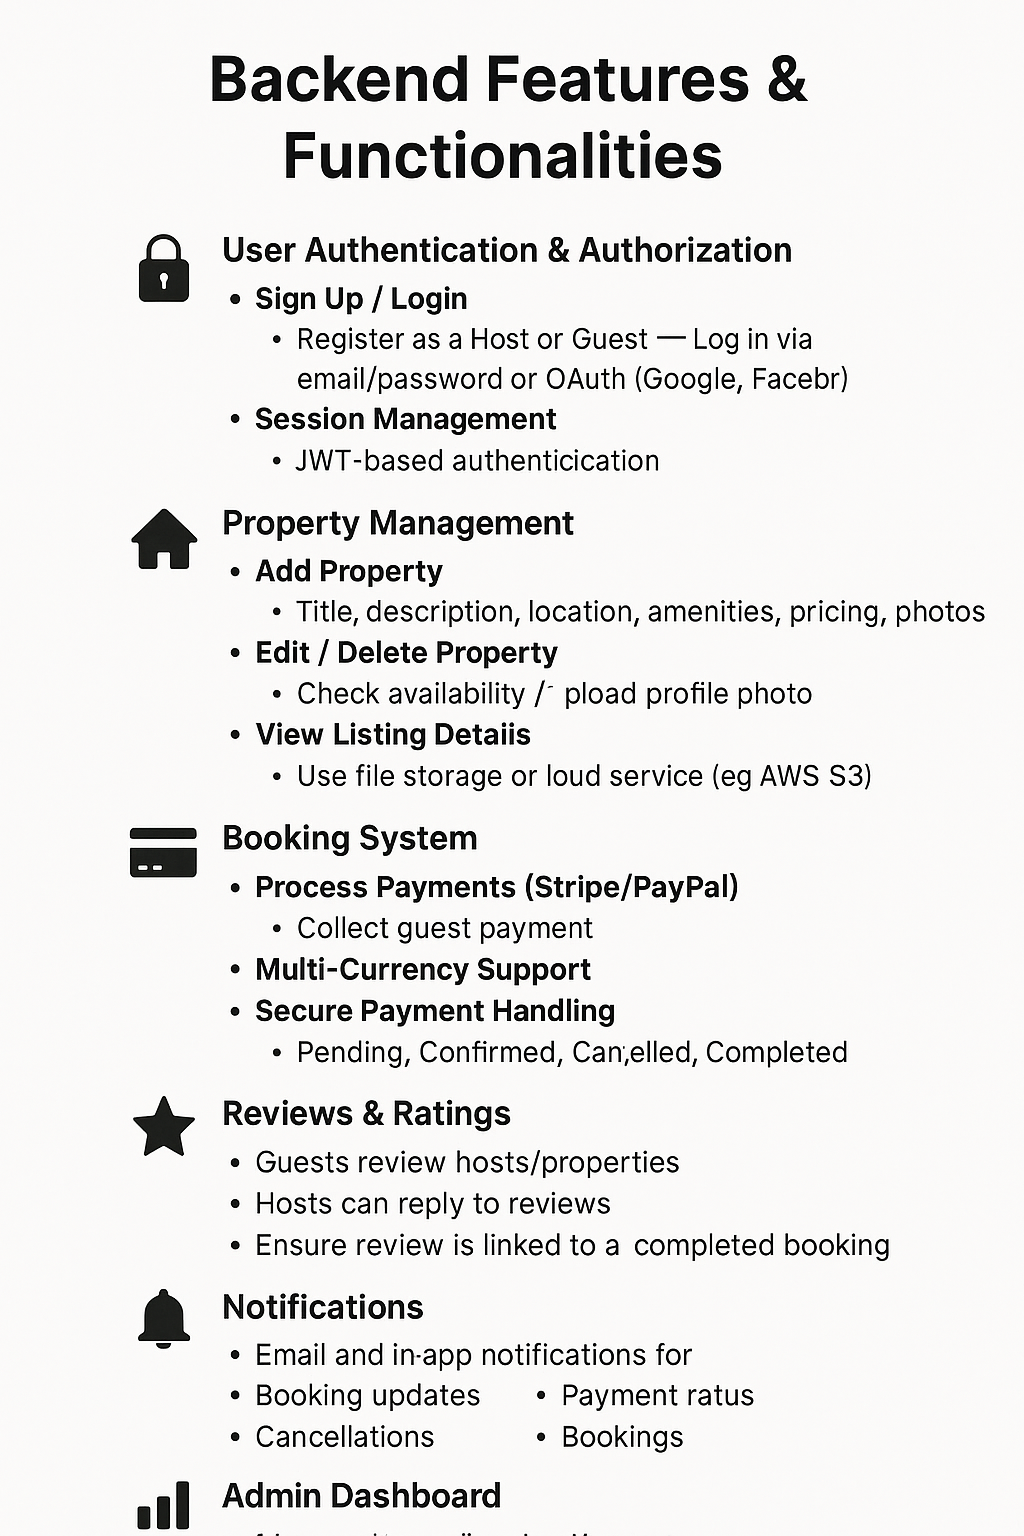 Backend Features &
Functionalities
User Authentication & Authorization
• Sign Up / Login
• Register as a Host or Guest — Log in via
email/password or OAuth (Google, Facebr)
• Session Management
• JWT-based authenticication
Property Management
• Add Property
• Title, description, location, amenities, pricing, photos
• Edit / Delete Property
• Check availability / pload profile photo
• View Listing Detaiis
• Use file storage or loud service (eg AWS S3)
Booking System
• Process Payments (Stripe/PayPal)
• Collect guest payment
• Multi-Currency Support
• Secure Payment Handling
• Pending, Confirmed, Can;elled, Completed
Reviews & Ratings
• Guests review hosts/properties
• Hosts can reply to reviews
• Ensure review is linked to a completed booking
Notifications
• Email and in-app notifications for
• Booking updates • Payment ratus
• Cancellations • Bookings
Admin Dashboard